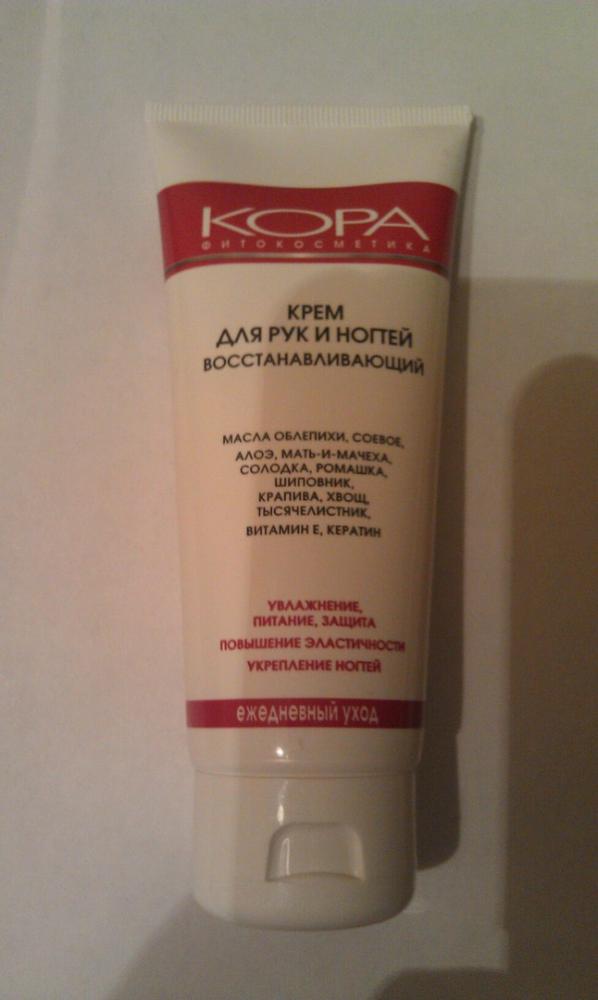 КОРА
ФИТОКОСМЕТИКА
КРЕМ
ДЛЯ РУК И НОГТЕЙ
ВОССТАНАВЛИВАЮЩИЙ
МАСЛА ОБЛЕПИХИ, СОЕВОЕ,
АЛОЭ, МАТЬ-И-МАЧЕХА,
СОЛОДКА, РОМАШКА,
ШИПОВНИК,
КРАПИВА, ХВОЩ,
ТЫСЯЧЕЛИСТНИК,
ВИТАМИН Е, КЕРАТИН
УВЛАЖНЕНИЕ,
ПИТАНИЕ, ЗАЩИТА
ПОВЫШЕНИЕ ЭЛАСТИЧНОСТИ
УКРЕПЛЕНИЕ НОГТЕЙ
ежедневный уход